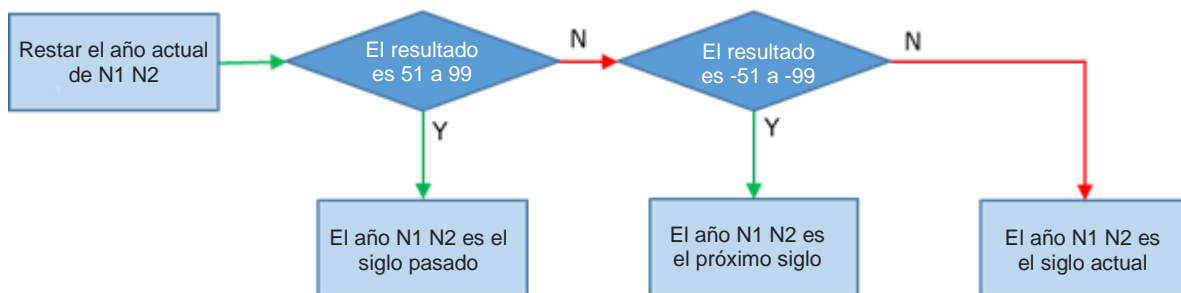 Restar el año actual
de N1 N2
El resultado
es 51 a 99
N
El resultado
es -51 a -99
N
Y
Y
El año N1 N2 es el
siglo pasado
El año N1 N2 es
el próximo siglo
El año N1 N2 es
el siglo actual